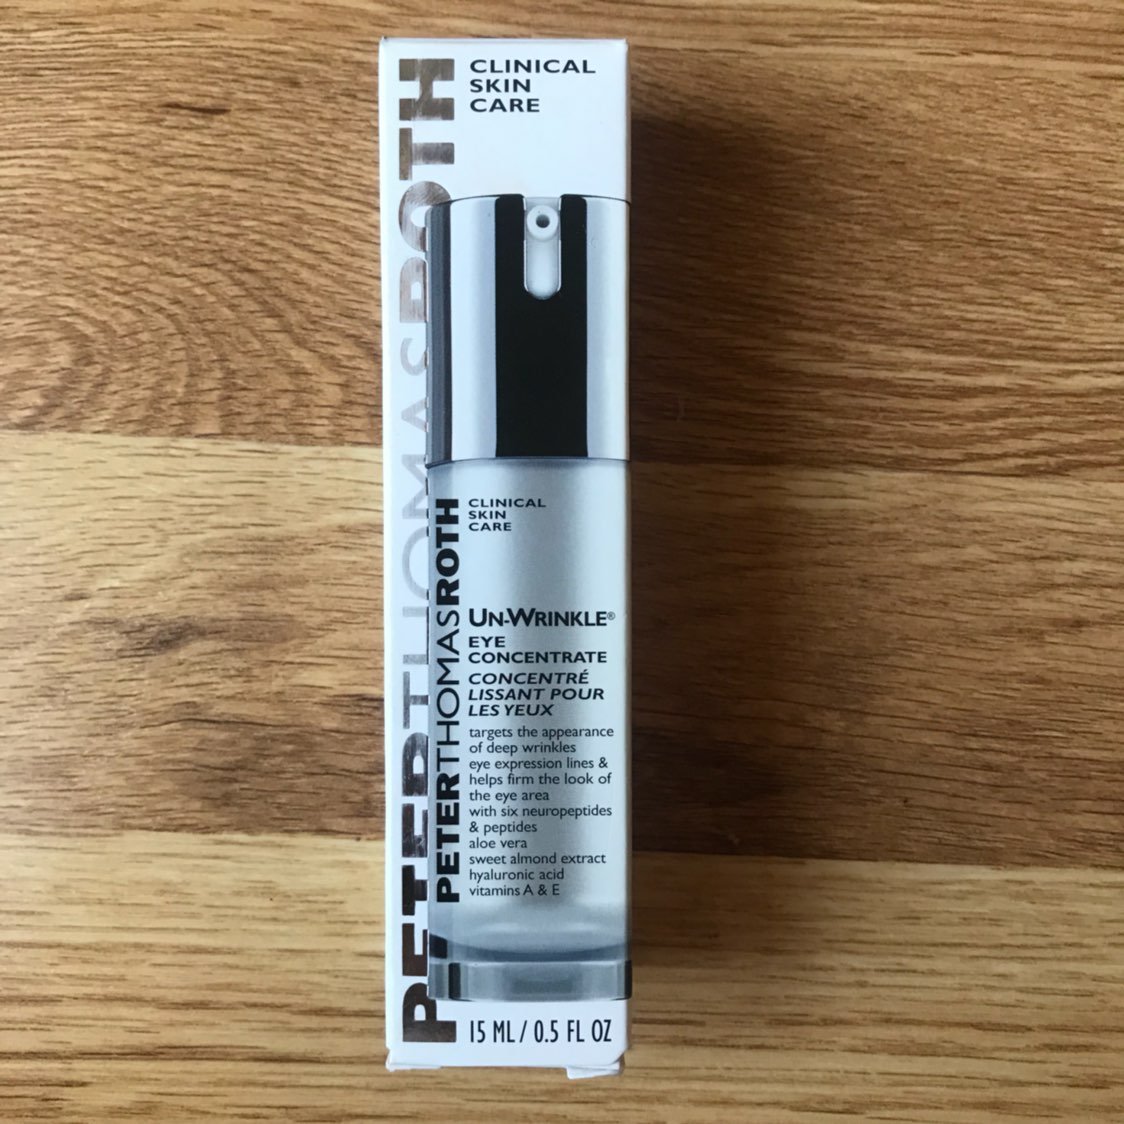 PETERTHOMASROTH
CLINICAL
SKIN
CARE
PETERTHOMASROTH
CLINICAL
SKIN
CARE
UN-WRINKLE®
EYE
CONCENTRATE
CONCENTRÉ
LISSANT POUR
LES YEUX
targets the appearance
of deep wrinkles
eye expression lines &
helps firm the look of
the eye area
with six neuropeptides
& peptides
aloe vera
sweet almond extract
hyaluronic acid
vitamins A & E
15 ML / 0.5 FL OZ